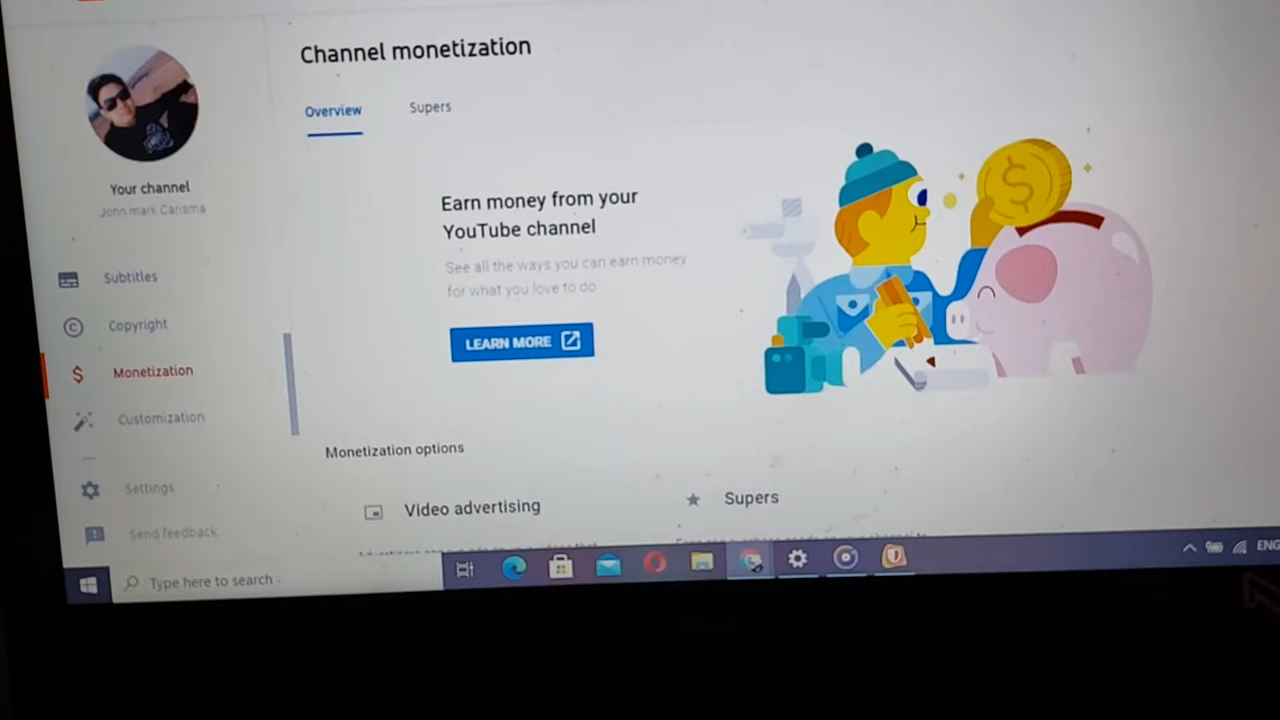 Channel monetization
Overview
Supers
Your channel
John mark Carisma
Earn money from your
YouTube channel
See all the ways you can earn money
for what you love to do
LEARN MORE
Subtitles
Copyright
Monetization
Customization
Settings
Send feedback
Monetization options
Video advertising
Supers
Type here to search
ENG